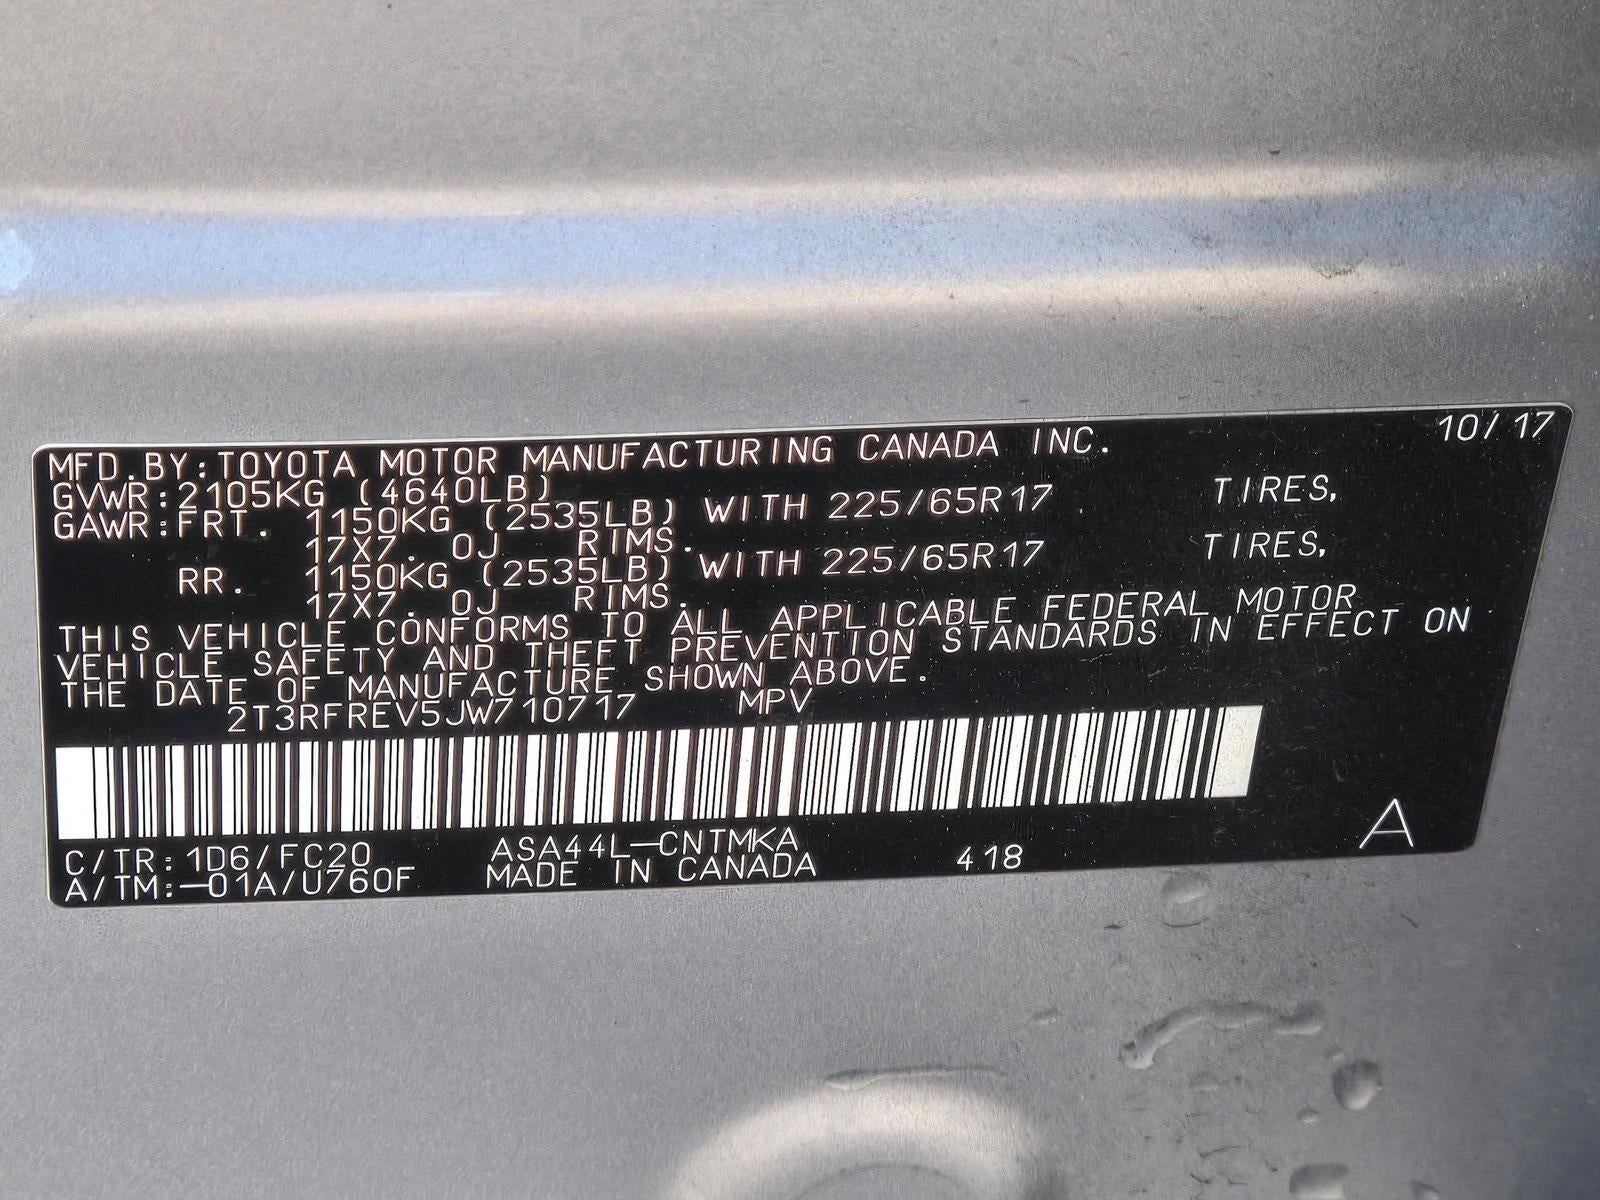 10/17
MFD.BY:TOYOTA MOTOR MANUFACTURING CANADA INC.
GVWR:2105KG (4640LB)
GAWR:FRT. 1150KG (2535LB) WITH 225/65R17 TIRES,
17X7.0J RIMS.
RR. 1150KG (2535LB) WITH 225/65R17 TIRES,
17X7.0J RIMS.
THIS VEHICLE CONFORMS TO ALL APPLICABLE FEDERAL MOTOR
VEHICLE SAFETY AND THEFT PREVENTION STANDARDS IN EFFECT ON
THE DATE OF MANUFACTURE SHOWN ABOVE.
2T3RFREV5JW710717 MPV
C/TR:1D6/FC20 ASA44L-CNTMKA 418 A
A/TM:-01A/U760F MADE IN CANADA